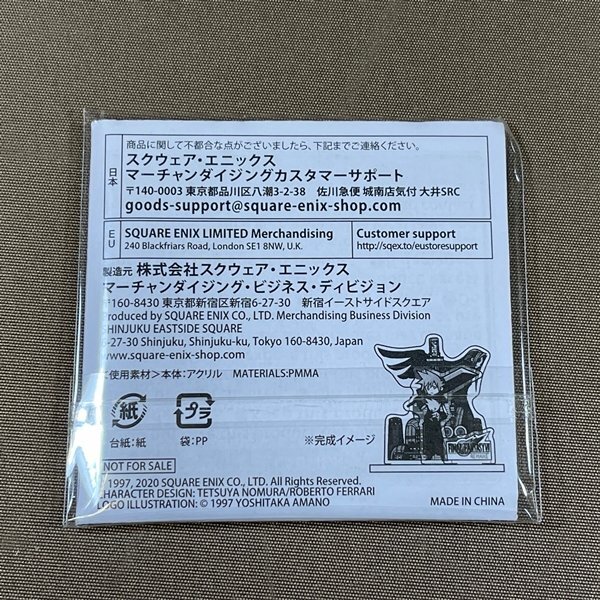 商品に関して不都合な点がございましたら、下記までご連絡ください。
日本
スクウェア・エニックス
マーチャンダイジングカスタマーサポート
〒140-0003 東京都品川区八潮3-2-38 佐川急便 城南店気付 大井SRC
goods-support@square-enix-shop.com
EU
SQUARE ENIX LIMITED Merchandising
240 Blackfriars Road, London SE1 8NW, U.K.
Customer support
http://sqex.to/eustoresupport
製造元 株式会社スクウェア・エニックス
マーチャンダイジング・ビジネス・ディビジョン
〒160-8430 東京都新宿区新宿6-27-30 新宿イーストサイドスクエア
Produced by SQUARE ENIX CO., LTD. Merchandising Business Division
SHINJUKU EASTSIDE SQUARE
6-27-30 Shinjuku, Shinjuku-ku, Tokyo 160-8430, Japan
www.square-enix-shop.com
<使用素材>本体:アクリル MATERIALS:PMMA
紙
プラ
台紙:紙
袋:PP
※完成イメージ
NOT FOR SALE
1997, 2020 SQUARE ENIX CO., LTD. All Rights Reserved.
CHARACTER DESIGN: TETSUYA NOMURA/ROBERTO FERRARI
LOGO ILLUSTRATION: © 1997 YOSHITAKA AMANO
MADE IN CHINA